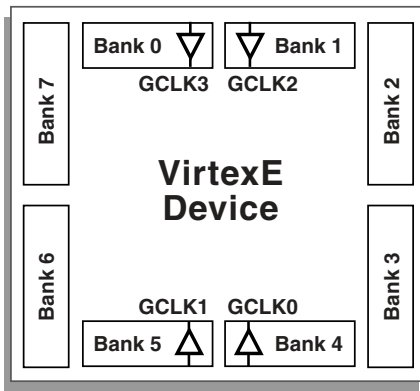 Bank 0
Bank 1
GCLK3
GCLK2
Bank 7
Bank 2
VirtexE
Device
Bank 6
Bank 3
GCLK1
GCLK0
Bank 5
Bank 4